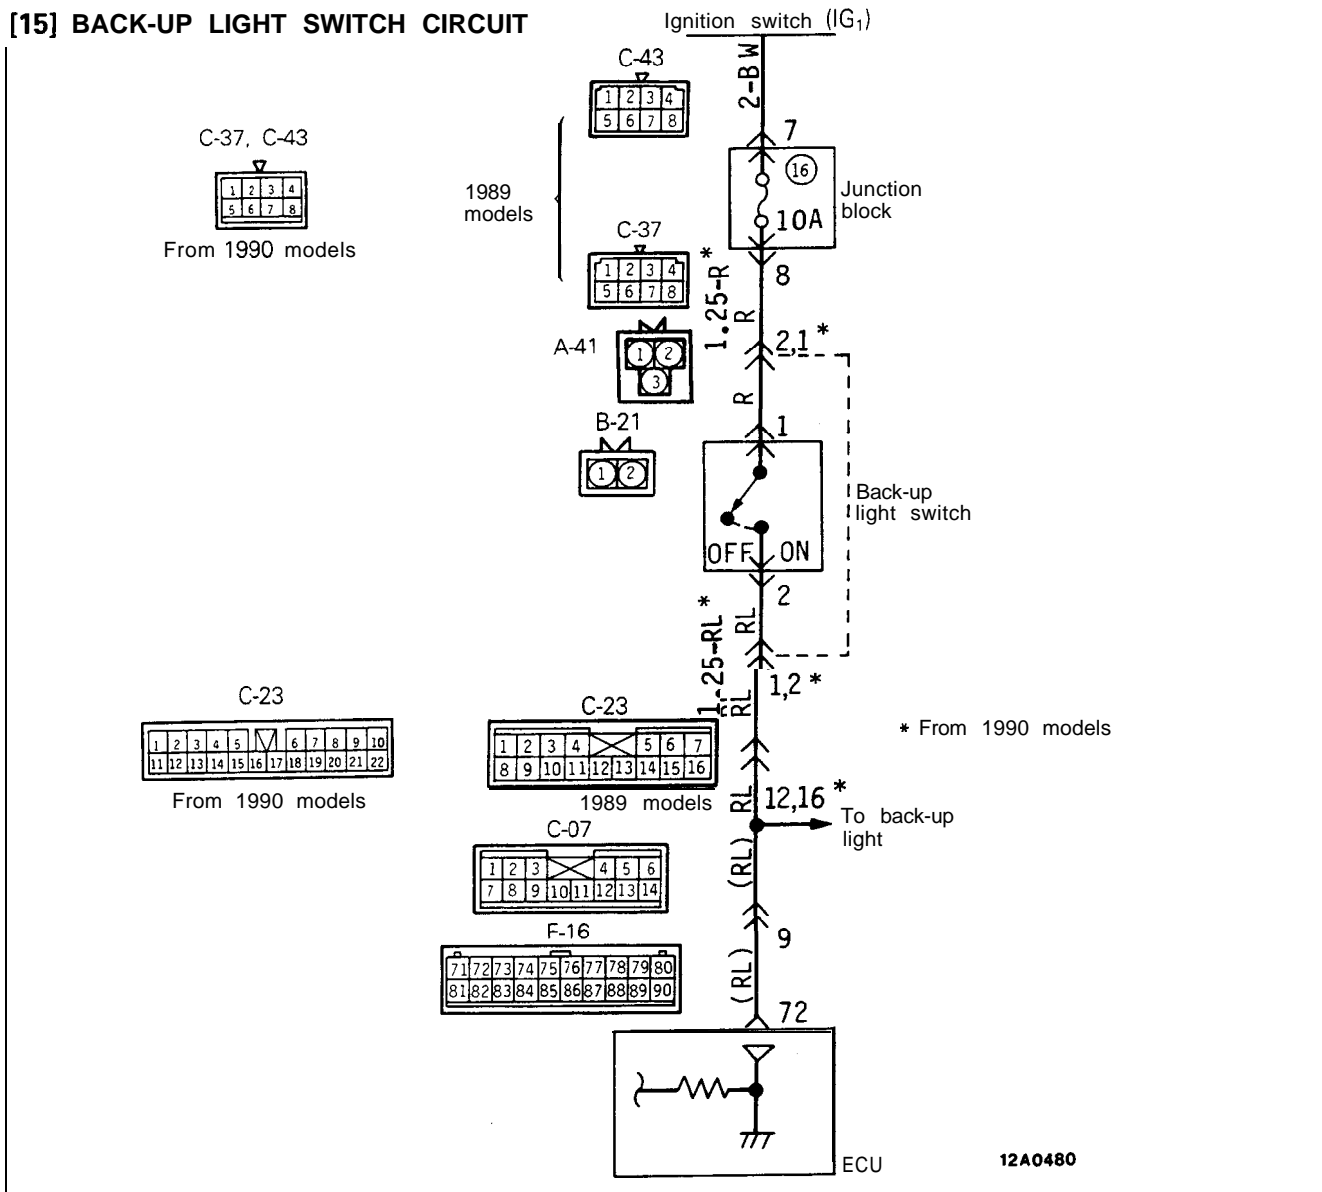 [15] BACK-UP LIGHT SWITCH CIRCUIT
Ignition switch (IG1)
2-BW
C-43
1 2 3 4
5 6 7 8
C-37, C-43
1 2 3 4
5 6 7 8
From 1990 models
1989
models
7
16
10A
Junction
block
8
C-37
1 2 3 4
5 6 7 8
1.25-R *
R
2,1 *
A-41
1 2
3
R
B-21
1 2
1
OFF ON
Back-up
light switch
2
1.25-RL *
RL
1,2 *
RL
C-23
1 2 3 4 5 6 7 8 9 10
11 12 13 14 15 16 17 18 19 20 21 22
From 1990 models
C-23
1 2 3 4 5 6 7
8 9 10 11 12 13 14 15 16
1989 models
* From 1990 models
RL
12,16 *
To back-up
light
C-07
1 2 3 4 5 6
7 8 9 10 11 12 13 14
(RL)
9
F-16
71 72 73 74 75 76 77 78 79 80
81 82 83 84 85 86 87 88 89 90
(RL)
72
ECU
12A0480